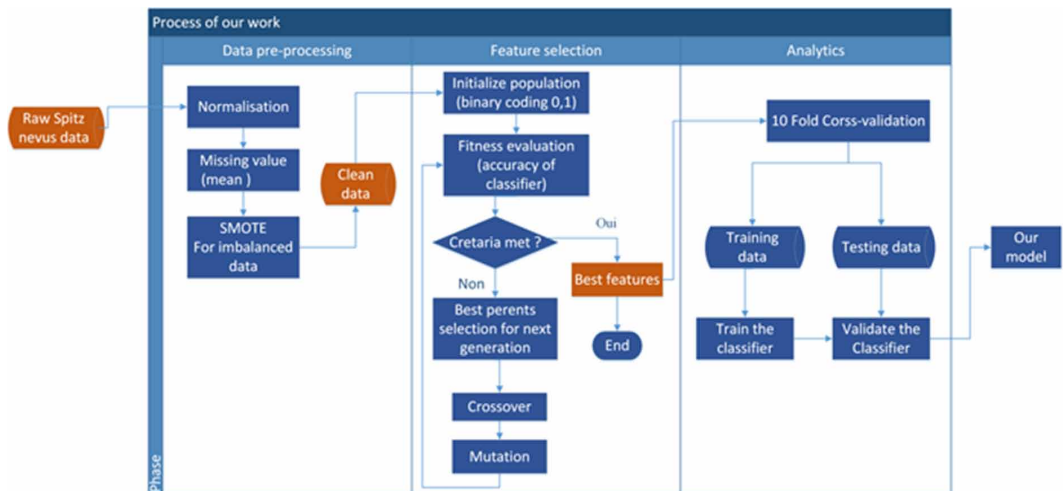 Process of our work
Data pre-processing
Feature selection
Analytics
Phase
Raw Spitz
nevus data
Normalisation
Missing value
(mean )
SMOTE
For imbalanced
data
Clean
data
Initialize population
(binary coding 0,1)
Fitness evaluation
(accuracy of
classifier)
Cretaria met ?
Oui
Non
Best features
End
Best perents
selection for next
generation
Crossover
Mutation
10 Fold Corss-validation
Training
data
Testing data
Train the
classifier
Validate the
Classifier
Our
model